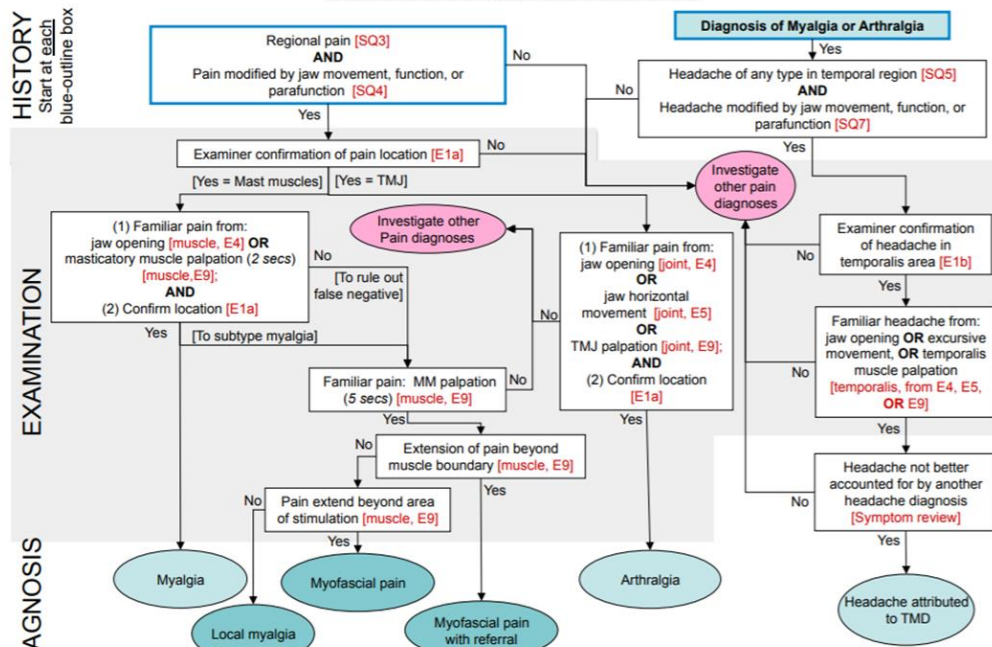 HISTORY
Start at each
blue-outline box
Regional pain [SQ3]
AND
Pain modified by jaw movement, function, or
parafunction [SQ4]
No
Yes
Diagnosis of Myalgia or Arthralgia
Yes
Headache of any type in temporal region [SQ5]
AND
Headache modified by jaw movement, function, or
parafunction [SQ7]
No
Yes
EXAMINATION
Examiner confirmation of pain location [E1a]
No
[Yes = Mast muscles]
[Yes = TMJ]
Investigate
other pain
diagnoses
(1) Familiar pain from:
jaw opening [muscle, E4] OR
masticatory muscle palpation (2 secs)
[muscle,E9];
AND
(2) Confirm location [E1a]
No
[To rule out
false negative]
Yes
[To subtype myalgia]
Investigate other
Pain diagnoses
(1) Familiar pain from:
jaw opening [joint, E4]
OR
jaw horizontal
movement [joint, E5]
OR
TMJ palpation [joint, E9];
AND
(2) Confirm location
[E1a]
No
Yes
Examiner confirmation
of headache in
temporalis area [E1b]
No
Yes
Familiar headache from:
jaw opening OR excursive
movement, OR temporalis
muscle palpation
[temporalis, from E4, E5,
OR E9]
No
Yes
Familiar pain: MM palpation
(5 secs) [muscle, E9]
No
Yes
Extension of pain beyond
muscle boundary [muscle, E9]
No
Yes
Pain extend beyond area
of stimulation [muscle, E9]
No
Yes
Headache not better
accounted for by another
headache diagnosis
[Symptom review]
No
Yes
AGNOSIS
Myalgia
Myofascial pain
Arthralgia
Headache attributed
to TMD
Local myalgia
Myofascial pain
with referral